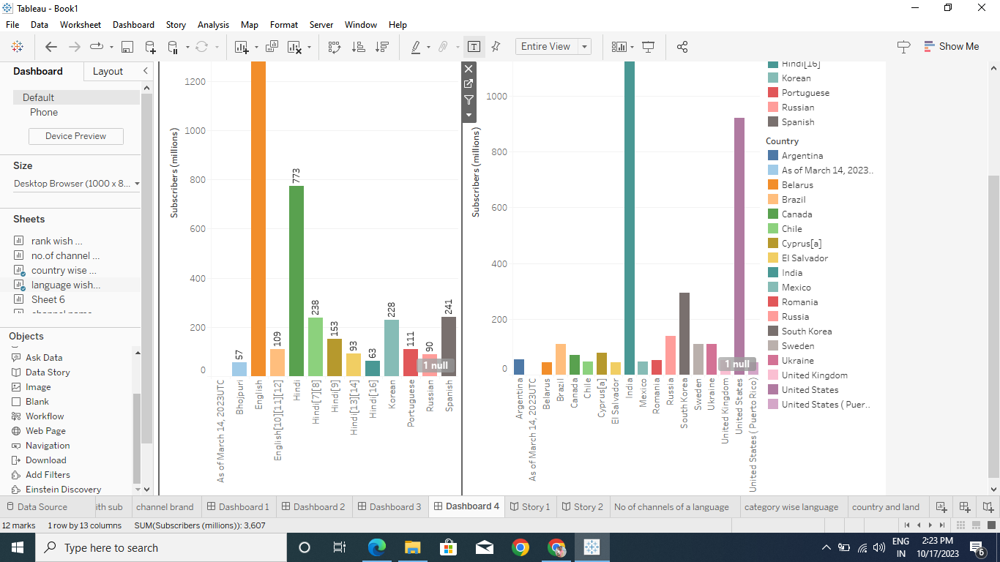 Tableau - Book1
File Data Worksheet Dashboard Story Analysis Map Format Server Window Help
Entire View
Show Me
Dashboard
Layout
Default
Phone
Device Preview
Size
Desktop Browser (1000 x 8...
Sheets
rank wish ...
no.of channel ...
country wise ...
language wish...
Sheet 6
channel name
Objects
Ask Data
Data Story
Image
Blank
Workflow
Web Page
Navigation
Download
Add Filters
Einstein Discovery
Subscribers (millions)
1200
1000
800
600
400
200
0
57
109
773
238
153
93
63
228
111
90
241
1 null
As of March 14, 2023UTC
Bhojpuri
English
English[10][11][12]
Hindi
Hindi[7][8]
Hindi[9]
Hindi[13][14]
Hindi[16]
Korean
Portuguese
Russian
Spanish
Subscribers (millions)
1000
800
600
400
200
0
1 null
Argentina
As of March 14, 2023UTC
Belarus
Brazil
Canada
Chile
Cyprus[a]
El Salvador
India
Mexico
Romania
Russia
South Korea
Sweden
Ukraine
United Kingdom
United States
United States ( Puerto Rico)
Hindi[16]
Korean
Portuguese
Russian
Spanish
Country
Argentina
As of March 14, 2023..
Belarus
Brazil
Canada
Chile
Cyprus[a]
El Salvador
India
Mexico
Romania
Russia
South Korea
Sweden
Ukraine
United Kingdom
United States
United States ( Puer..
Data Source
ith sub
channel brand
Dashboard 1
Dashboard 2
Dashboard 3
Dashboard 4
Story 1
Story 2
No of channels of a language
category wise language
country and land
12 marks 1 row by 13 columns SUM(Subscribers (millions)): 3,607
Type here to search
ENG
IN
2:23 PM
10/17/2023
6